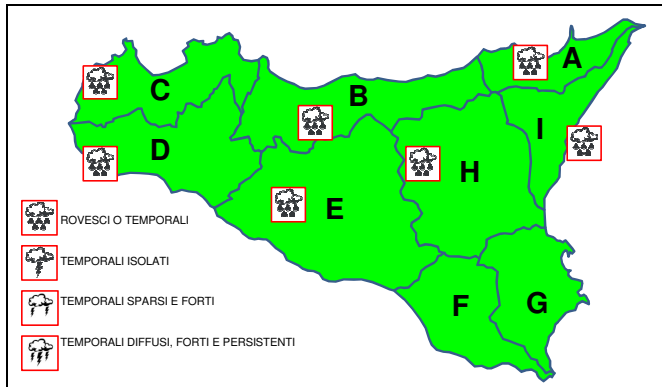 A
B
C
I
D
H
E
F
G
ROVESCI O TEMPORALI
TEMPORALI ISOLATI
TEMPORALI SPARSI E FORTI
TEMPORALI DIFFUSI, FORTI E PERSISTENTI